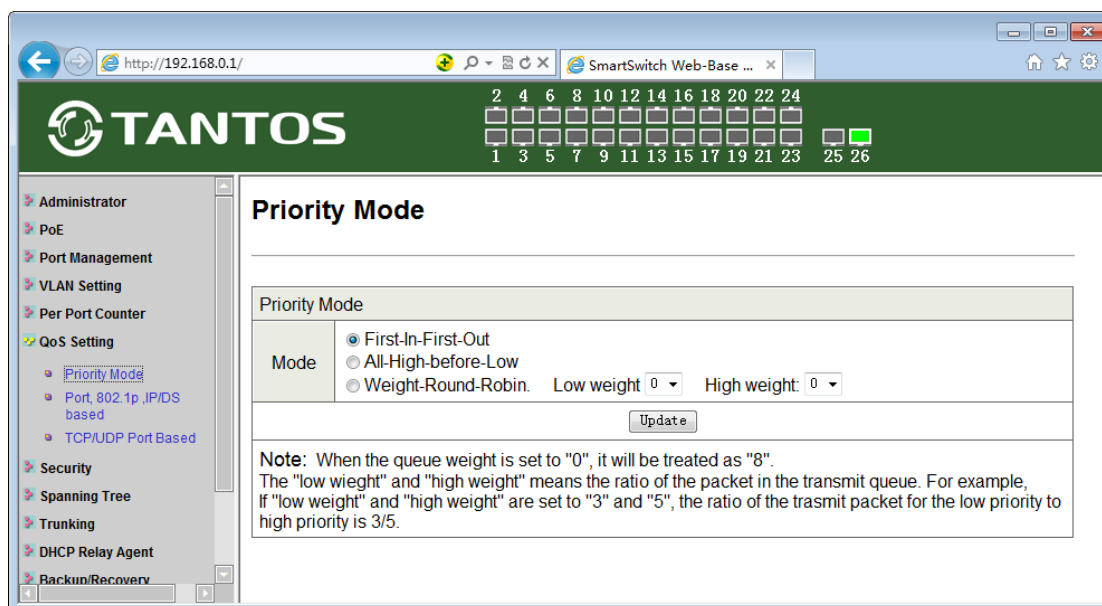 http://192.168.0.1/
SmartSwitch Web-Base ...
TANTOS
2 4 6 8 10 12 14 16 18 20 22 24
1 3 5 7 9 11 13 15 17 19 21 23 25 26
Administrator
PoE
Port Management
VLAN Setting
Per Port Counter
QoS Setting
Priority Mode
Port, 802.1p ,IP/DS
based
TCP/UDP Port Based
Security
Spanning Tree
Trunking
DHCP Relay Agent
Backup/Recovery
Priority Mode
Priority Mode
Mode
First-In-First-Out
All-High-before-Low
Weight-Round-Robin. Low weight 0 High weight: 0
Update
Note: When the queue weight is set to "0", it will be treated as "8".
The "low wieght" and "high weight" means the ratio of the packet in the transmit queue. For example,
If "low weight" and "high weight" are set to "3" and "5", the ratio of the trasmit packet for the low priority to
high priority is 3/5.